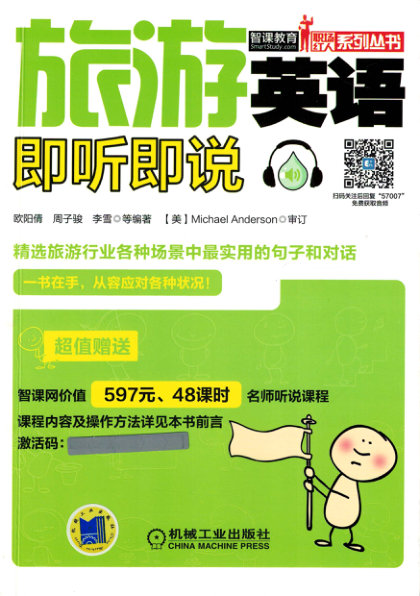 智课教育
SmartStudy.com
职场红人系列丛书
旅游英语
即听即说
扫码关注后回复“57007”
免费获取音频
欧阳倩 周子骏 李雪◎等编著 【美】Michael Anderson◎审订
精选旅游行业各种场景中最实用的句子和对话
一书在手，从容应对各种状况！
超值赠送
智课网价值 597元、48课时 名师听说课程
课程内容及操作方法详见本书前言
激活码：
机械工业出版社
CHINA MACHINE PRESS